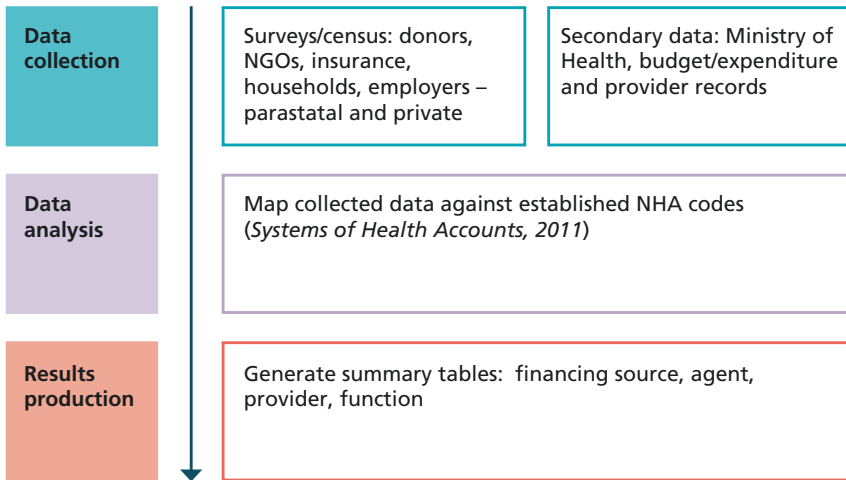 Data
collection
Surveys/census: donors,
NGOs, insurance,
households, employers –
parastatal and private
Secondary data: Ministry of
Health, budget/expenditure
and provider records
Data
analysis
Map collected data against established NHA codes
(Systems of Health Accounts, 2011)
Results
production
Generate summary tables:  financing source, agent,
provider, function